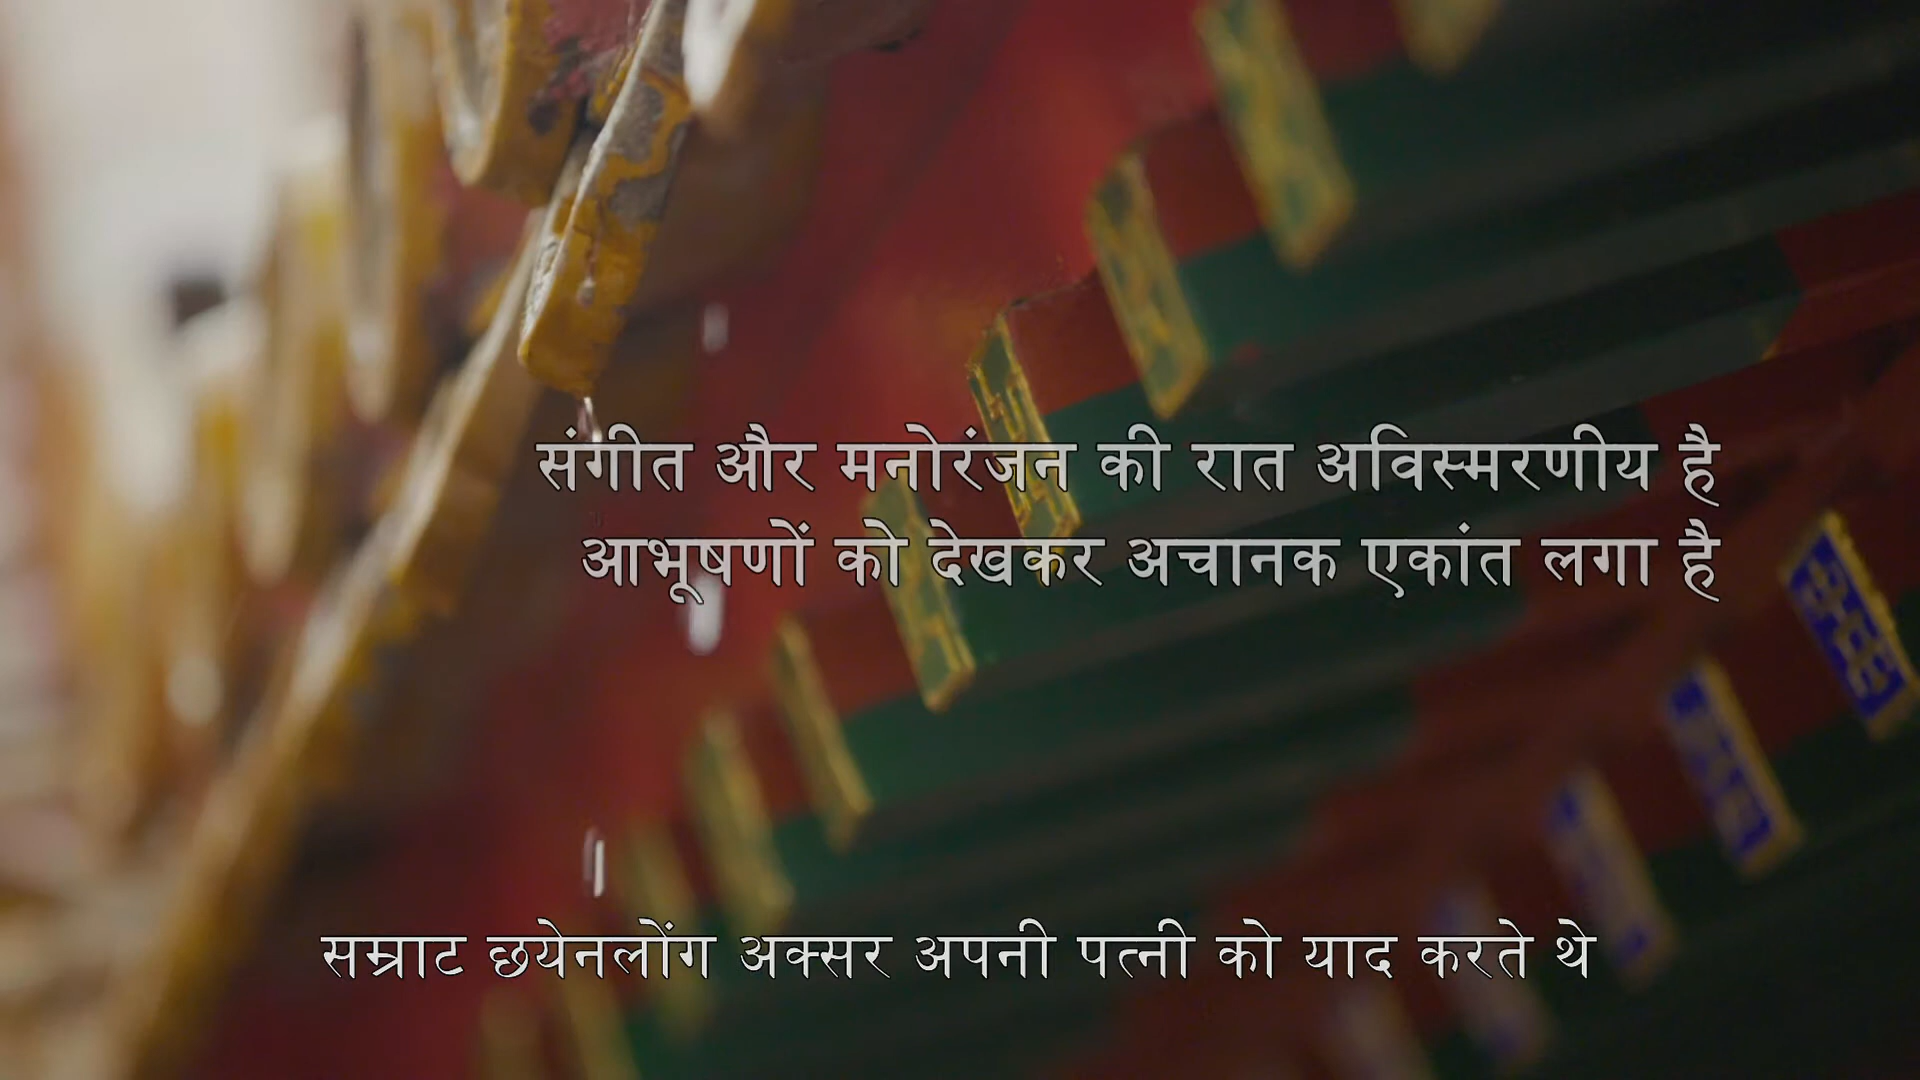 संगीत और मनोरंजन की रात अविस्मरणीय है
आभूषणों को देखकर अचानक एकांत लगा है
सम्राट छयेनलोंग अक्सर अपनी पत्नी को याद करते थे